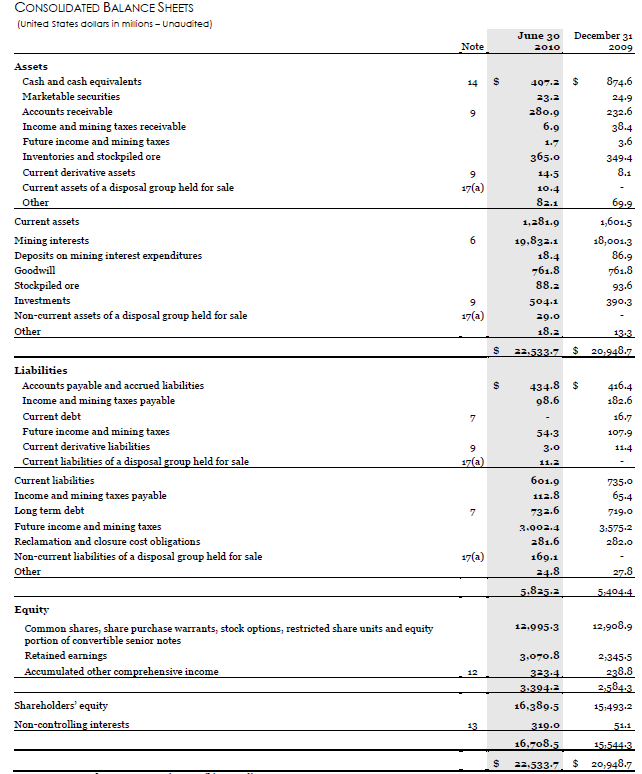 CONSOLIDATED BALANCE SHEETS
(United States dollars in millions – Unaudited)
June 30 December 31
Note 2010 2009
Assets
Cash and cash equivalents 14 $ 497.2 $ 874.6
Marketable securities 23.2 24.9
Accounts receivable 9 280.9 232.6
Income and mining taxes receivable 6.9 38.4
Future income and mining taxes 1.7 3.6
Inventories and stockpiled ore 365.0 349.4
Current derivative assets 9 14.5 8.1
Current assets of a disposal group held for sale 17(a) 10.4 -
Other 82.1 69.9
Current assets 1,281.9 1,601.5
Mining interests 6 19,832.1 18,001.3
Deposits on mining interest expenditures 18.4 86.9
Goodwill 761.8 761.8
Stockpiled ore 88.2 93.6
Investments 9 504.1 390.3
Non-current assets of a disposal group held for sale 17(a) 29.0 -
Other 18.2 13.3
$ 22,533.7 $ 20,948.7
Liabilities
Accounts payable and accrued liabilities $ 434.8 $ 416.4
Income and mining taxes payable 98.6 182.6
Current debt 7 - 16.7
Future income and mining taxes 54.3 107.9
Current derivative liabilities 9 3.0 11.4
Current liabilities of a disposal group held for sale 17(a) 11.2 -
Current liabilities 601.9 735.0
Income and mining taxes payable 112.8 65.4
Long term debt 7 732.6 719.0
Future income and mining taxes 3,902.4 3,575.2
Reclamation and closure cost obligations 281.6 282.0
Non-current liabilities of a disposal group held for sale 17(a) 169.1 -
Other 24.8 27.8
5,825.2 5,404.4
Equity
Common shares, share purchase warrants, stock options, restricted share units and equity 12,995.3 12,908.9
portion of convertible senior notes
Retained earnings 3,070.8 2,345.5
Accumulated other comprehensive income 12 323.4 238.8
3,394.2 2,584.3
Shareholders' equity 16,389.5 15,493.2
Non-controlling interests 13 319.0 51.1
16,708.5 15,544.3
$ 22,533.7 $ 20,948.7